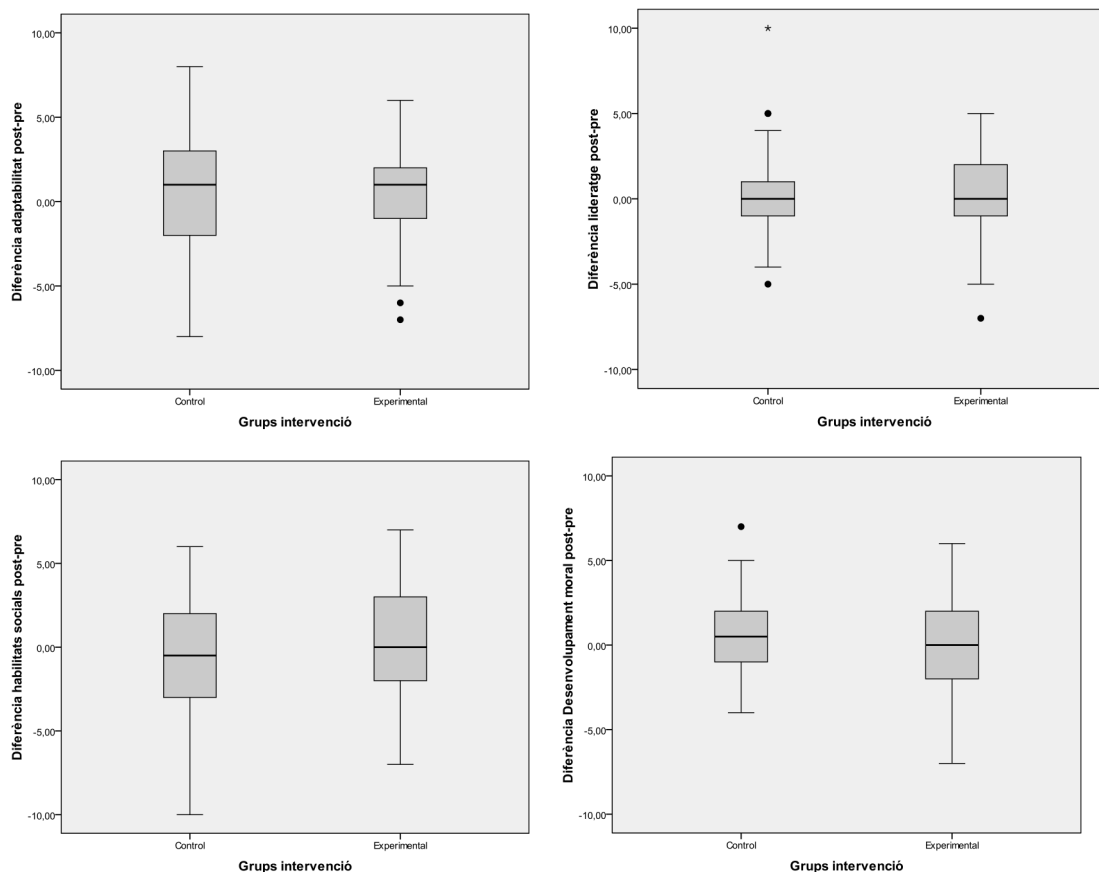 Diferència adaptabilitat post-pre
10,00
5,00
0,00
-5,00
-10,00
Control
Experimental
Grups intervenció
Diferència lideratge post-pre
10,00
5,00
0,00
-5,00
-10,00
*
Control
Experimental
Grups intervenció
Diferència habilitats socials post-pre
10,00
5,00
0,00
-5,00
-10,00
Control
Experimental
Grups intervenció
Diferència Desenvolupament moral post-pre
10,00
5,00
0,00
-5,00
-10,00
Control
Experimental
Grups intervenció